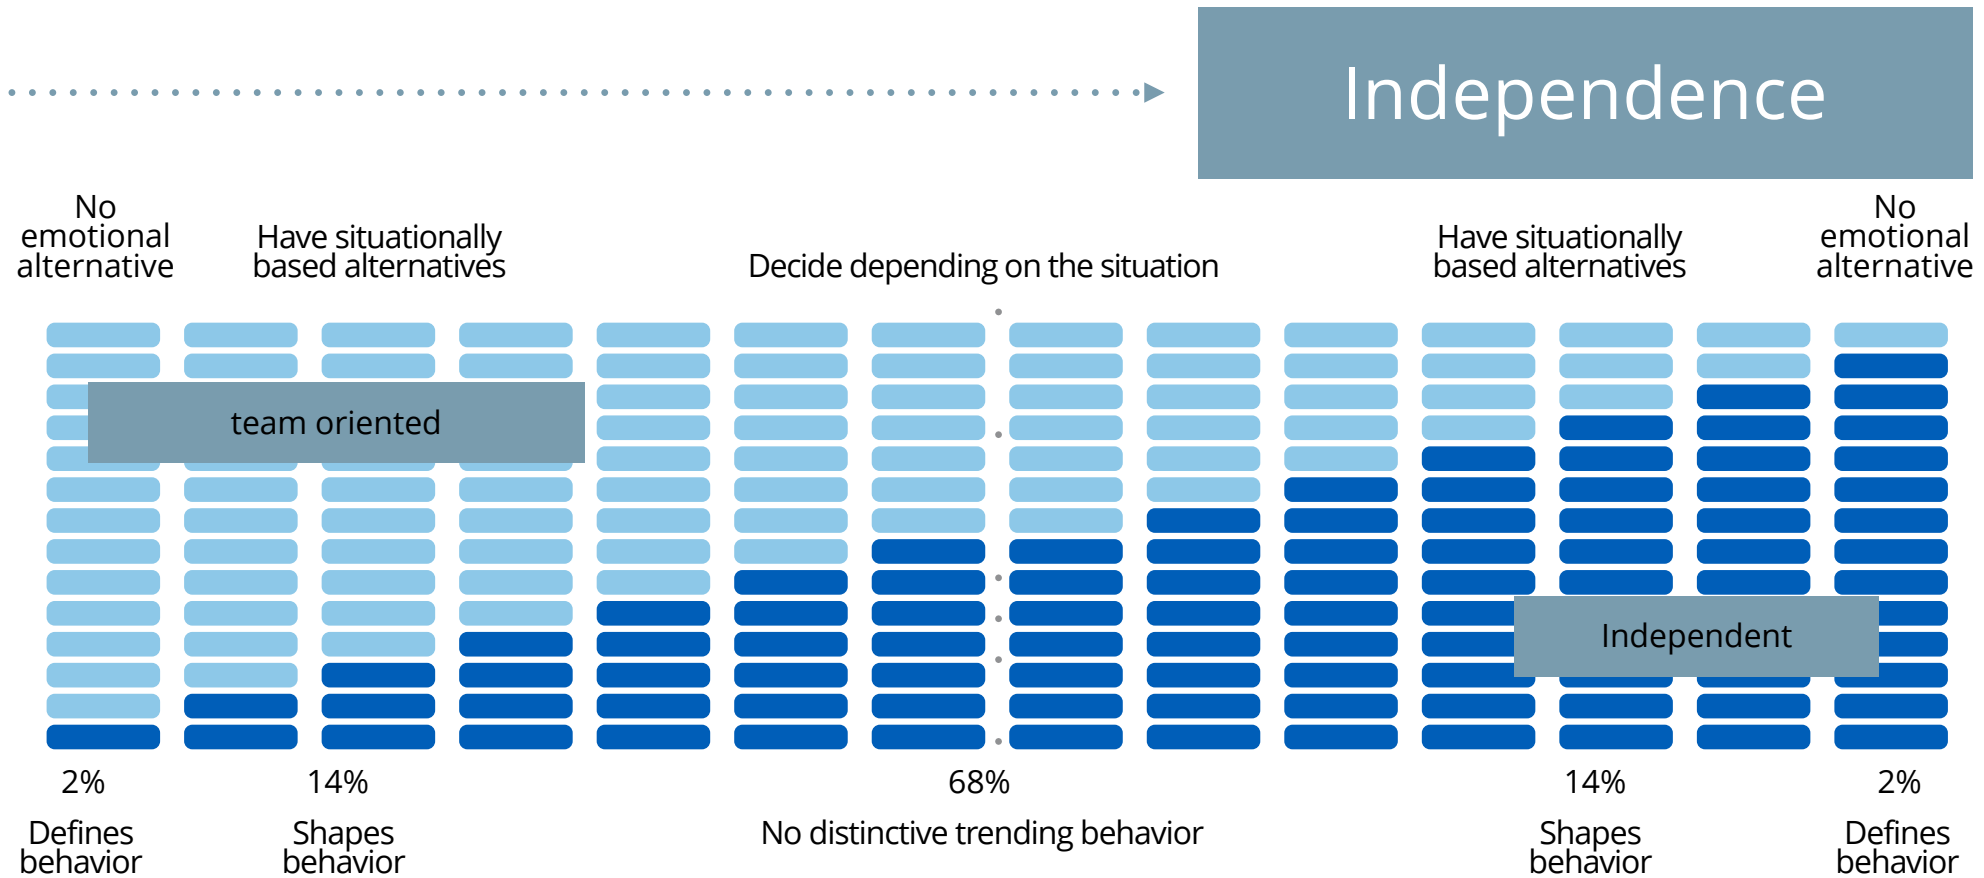 Independence
No
emotional
alternative
Have situationally
based alternatives
Decide depending on the situation
Have situationally
based alternatives
No
emotional
alternative
team oriented
Independent
2%
14%
68%
14%
2%
Defines
behavior
Shapes
behavior
No distinctive trending behavior
Shapes
behavior
Defines
behavior